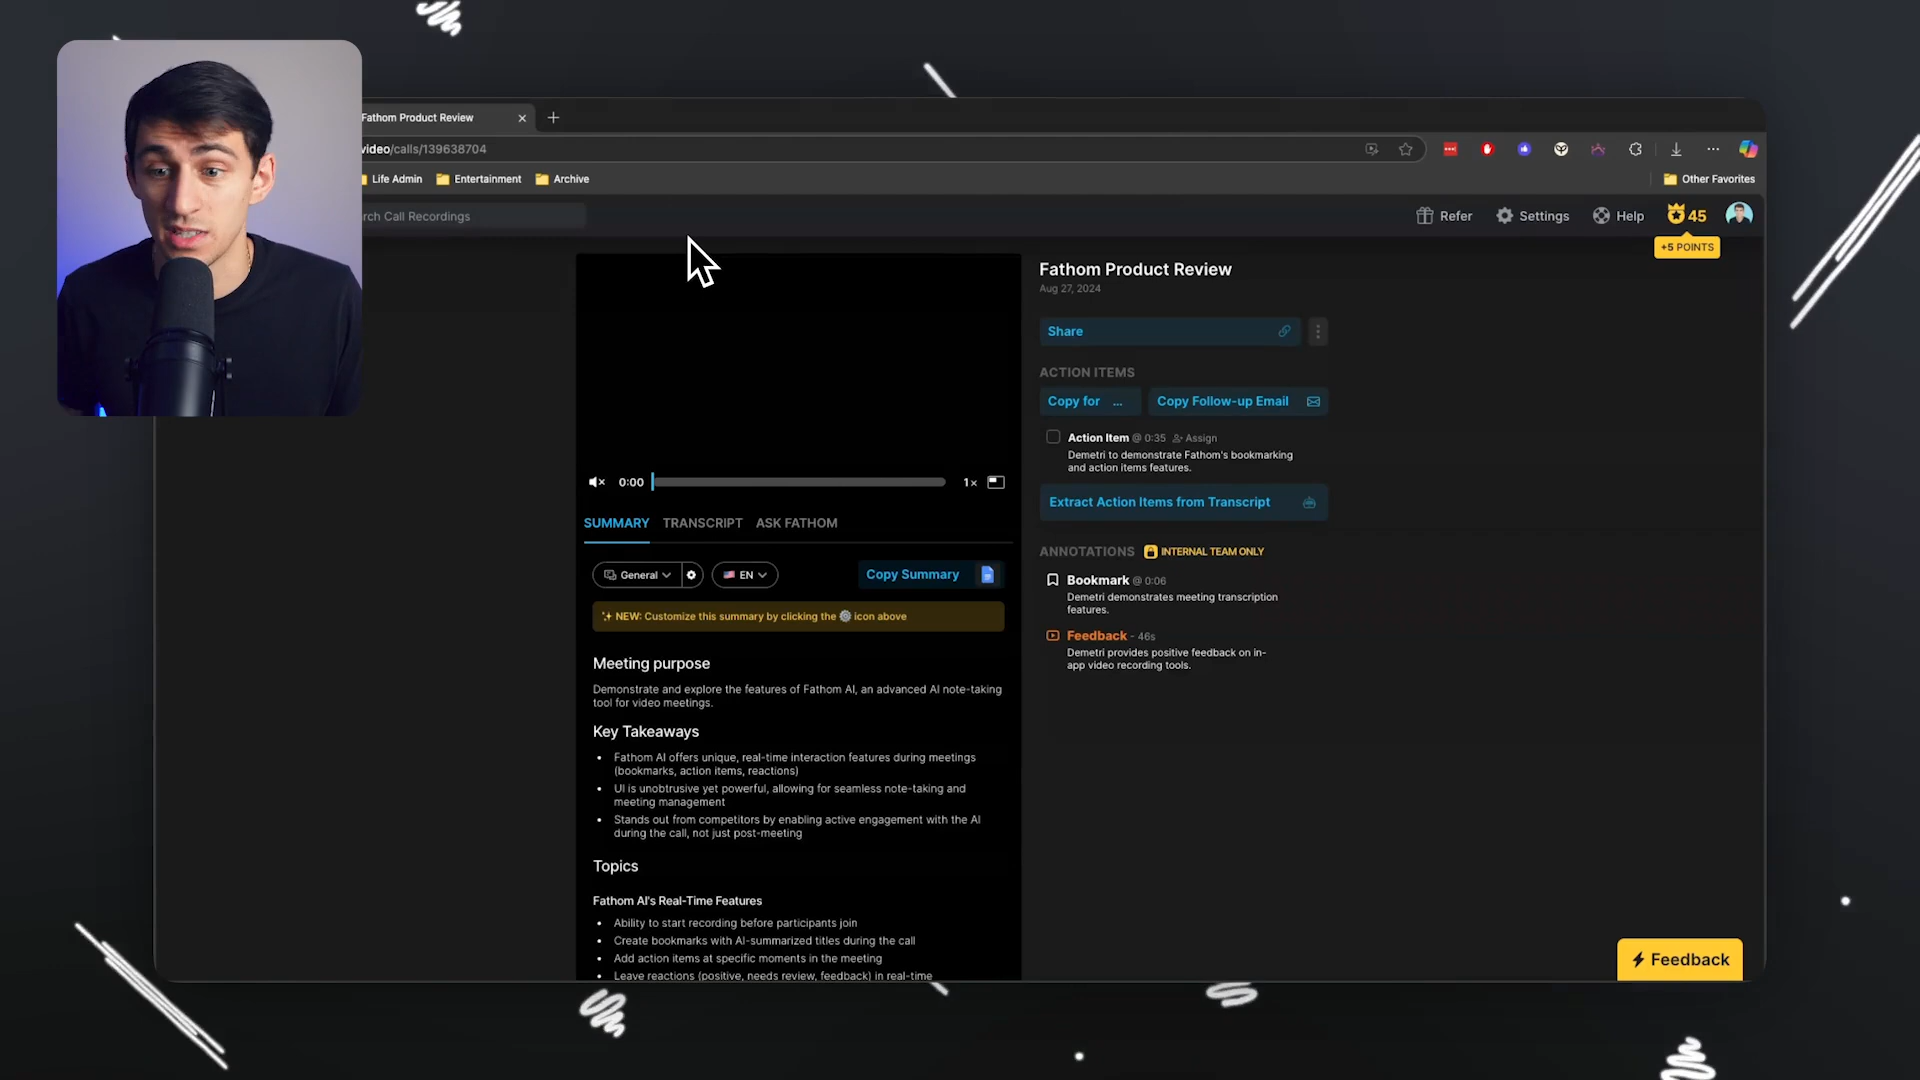 Fathom Product Review
video/calls/139638704
Life Admin
Entertainment
Archive
Other Favorites
rch Call Recordings
Refer
Settings
Help
45
+5 POINTS
0:00
1×
SUMMARY
TRANSCRIPT
ASK FATHOM
General
EN
Copy Summary
NEW: Customize this summary by clicking the icon above
Meeting purpose
Demonstrate and explore the features of Fathom AI, an advanced AI note-taking
tool for video meetings.
Key Takeaways
• Fathom AI offers unique, real-time interaction features during meetings
(bookmarks, action items, reactions)
• UI is unobtrusive yet powerful, allowing for seamless note-taking and
meeting management
• Stands out from competitors by enabling active engagement with the AI
during the call, not just post-meeting
Topics
Fathom AI's Real-Time Features
• Ability to start recording before participants join
• Create bookmarks with AI-summarized titles during the call
• Add action items at specific moments in the meeting
• Leave reactions (positive, needs review, feedback) in real-time
Fathom Product Review
Aug 27, 2024
Share
ACTION ITEMS
Copy for ...
Copy Follow-up Email
Action Item @ 0:35 Assign
Demetri to demonstrate Fathom's bookmarking
and action items features.
Extract Action Items from Transcript
ANNOTATIONS INTERNAL TEAM ONLY
Bookmark @ 0:06
Demetri demonstrates meeting transcription
features.
Feedback - 46s
Demetri provides positive feedback on in-
app video recording tools.
Feedback